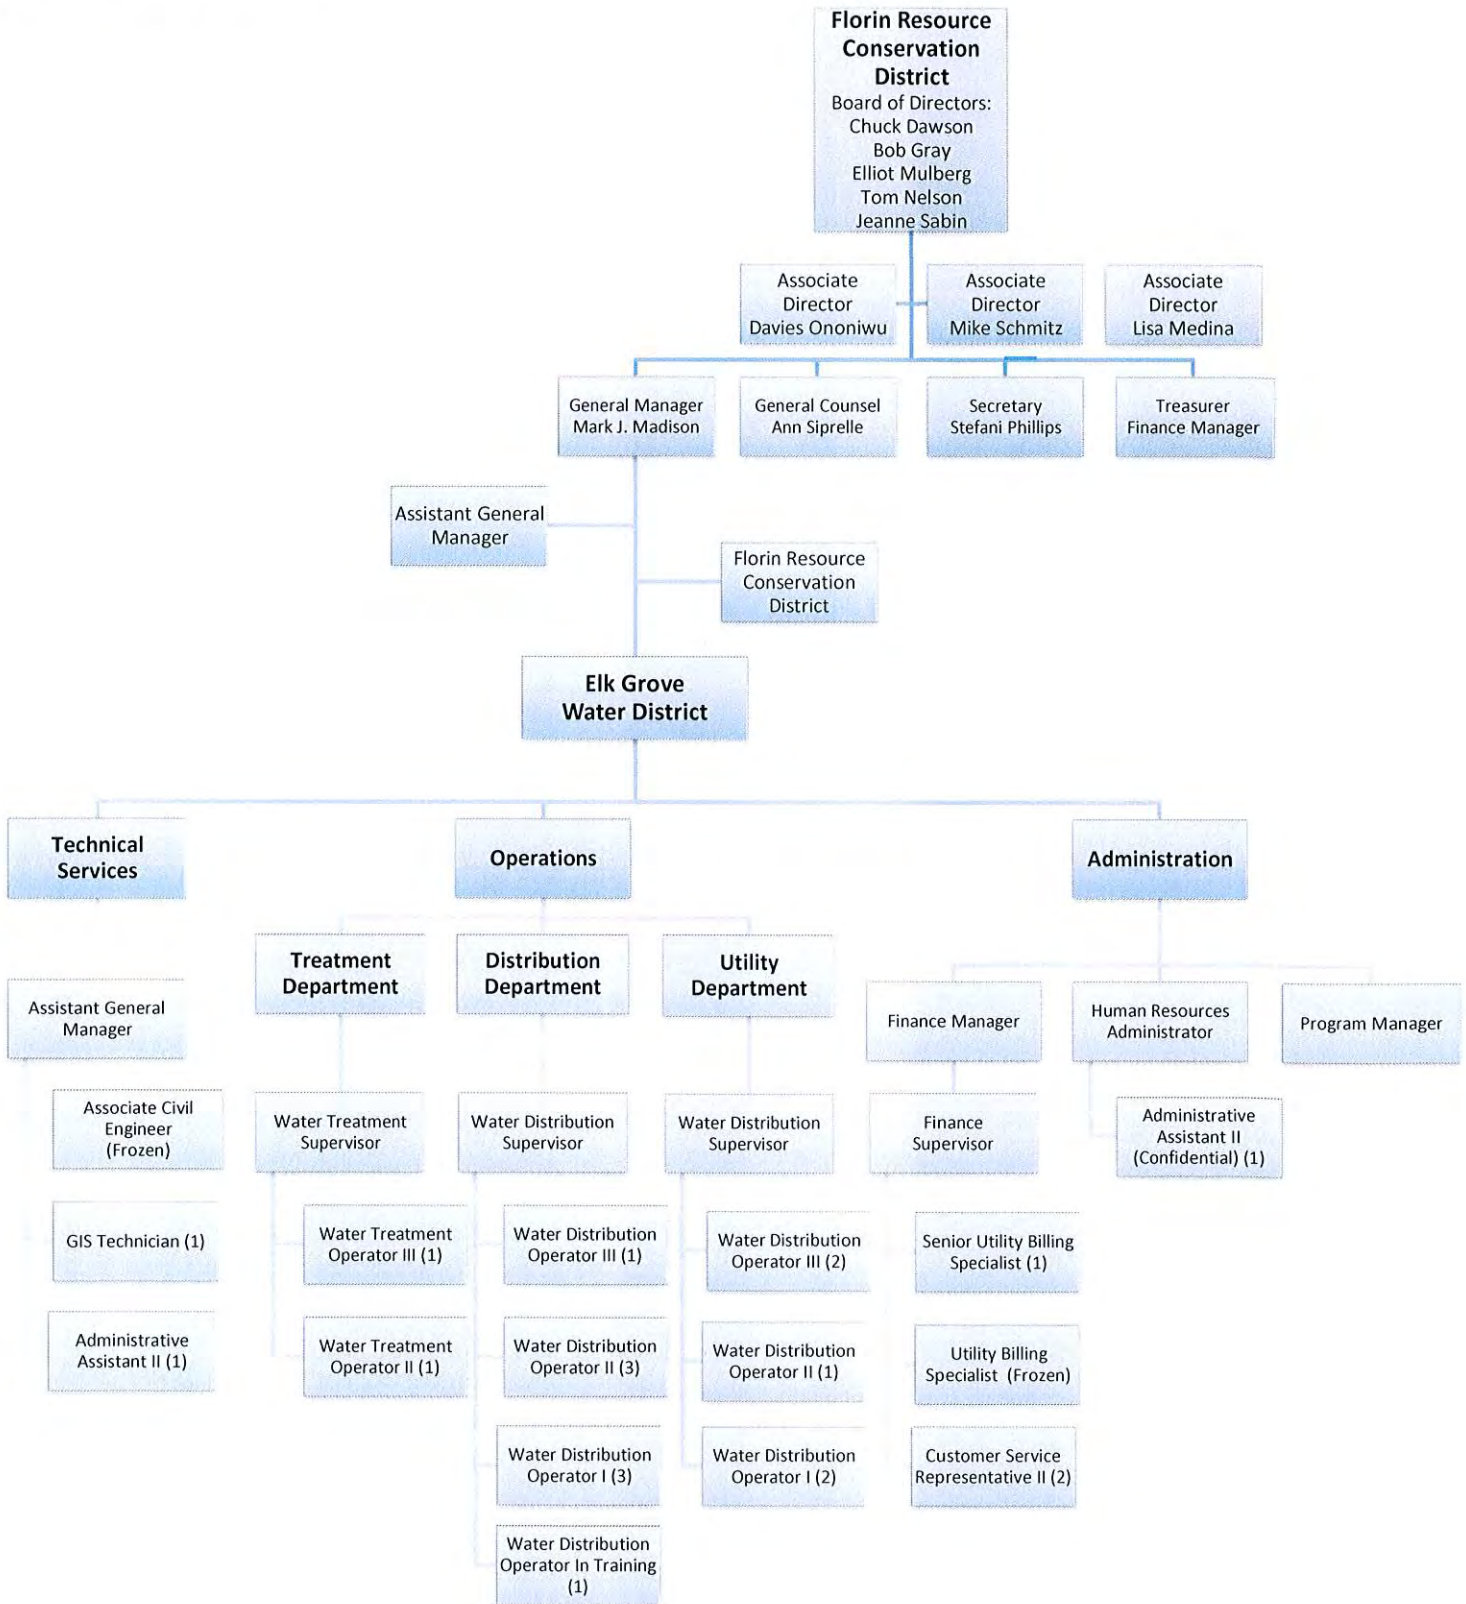 Florin Resource
Conservation
District
Board of Directors:
Chuck Dawson
Bob Gray
Elliot Mulberg
Tom Nelson
Jeanne Sabin
Associate
Director
Davies Ononiwu
Associate
Director
Mike Schmitz
Associate
Director
Lisa Medina
General Manager
Mark J. Madison
General Counsel
Ann Siprelle
Secretary
Stefani Phillips
Treasurer
Finance Manager
Assistant General
Manager
Florin Resource
Conservation
District
Elk Grove
Water District
Technical
Services
Operations
Administration
Treatment
Department
Distribution
Department
Utility
Department
Assistant General
Manager
Finance Manager
Human Resources
Administrator
Program Manager
Associate Civil
Engineer
(Frozen)
Water Treatment
Supervisor
Water Distribution
Supervisor
Water Distribution
Supervisor
Finance
Supervisor
Administrative
Assistant II
(Confidential) (1)
GIS Technician (1)
Water Treatment
Operator III (1)
Water Distribution
Operator III (1)
Water Distribution
Operator III (2)
Senior Utility Billing
Specialist (1)
Administrative
Assistant II (1)
Water Treatment
Operator II (1)
Water Distribution
Operator II (3)
Water Distribution
Operator II (1)
Utility Billing
Specialist (Frozen)
Water Distribution
Operator I (3)
Water Distribution
Operator I (2)
Customer Service
Representative II (2)
Water Distribution
Operator In Training
(1)